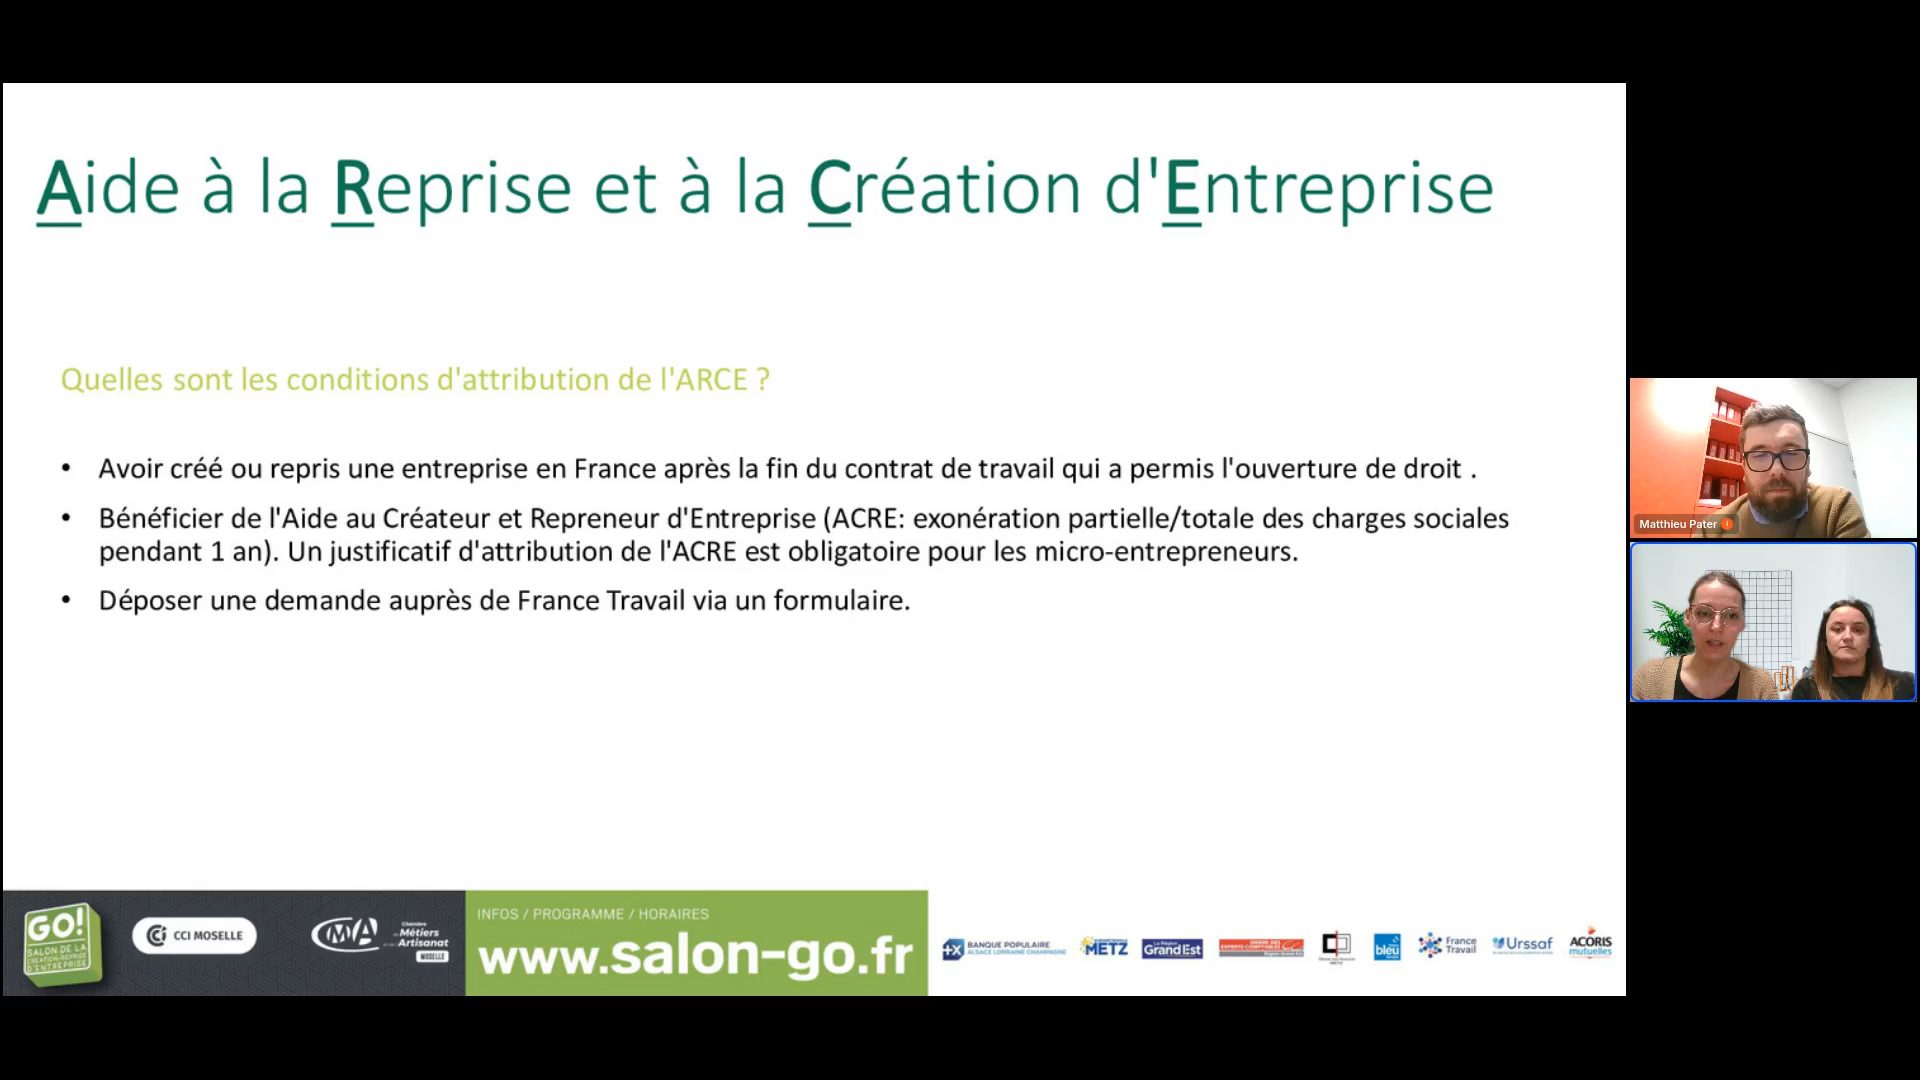 Aide à la Reprise et à la Création d'Entreprise
Quelles sont les conditions d'attribution de l'ARCE ?
• Avoir créé ou repris une entreprise en France après la fin du contrat de travail qui a permis l'ouverture de droit .
• Bénéficier de l'Aide au Créateur et Repreneur d'Entreprise (ACRE: exonération partielle/totale des charges sociales
pendant 1 an). Un justificatif d'attribution de l'ACRE est obligatoire pour les micro-entrepreneurs.
• Déposer une demande auprès de France Travail via un formulaire.
Matthieu Pater
GO!
SALON DE LA
CRÉATION-REPRISE
D'ENTREPRISE
CCI MOSELLE
CMA
Chambre
de Métiers
et de l'Artisanat
MOSELLE
INFOS / PROGRAMME / HORAIRES
www.salon-go.fr
BANQUE POPULAIRE
ALSACE LORRAINE CHAMPAGNE
METZ
La Région
GrandEst
ORDRE DES
EXPERTS-COMPTABLES
bleu
France
Travail
Urssaf
ACORIS
mutuelles